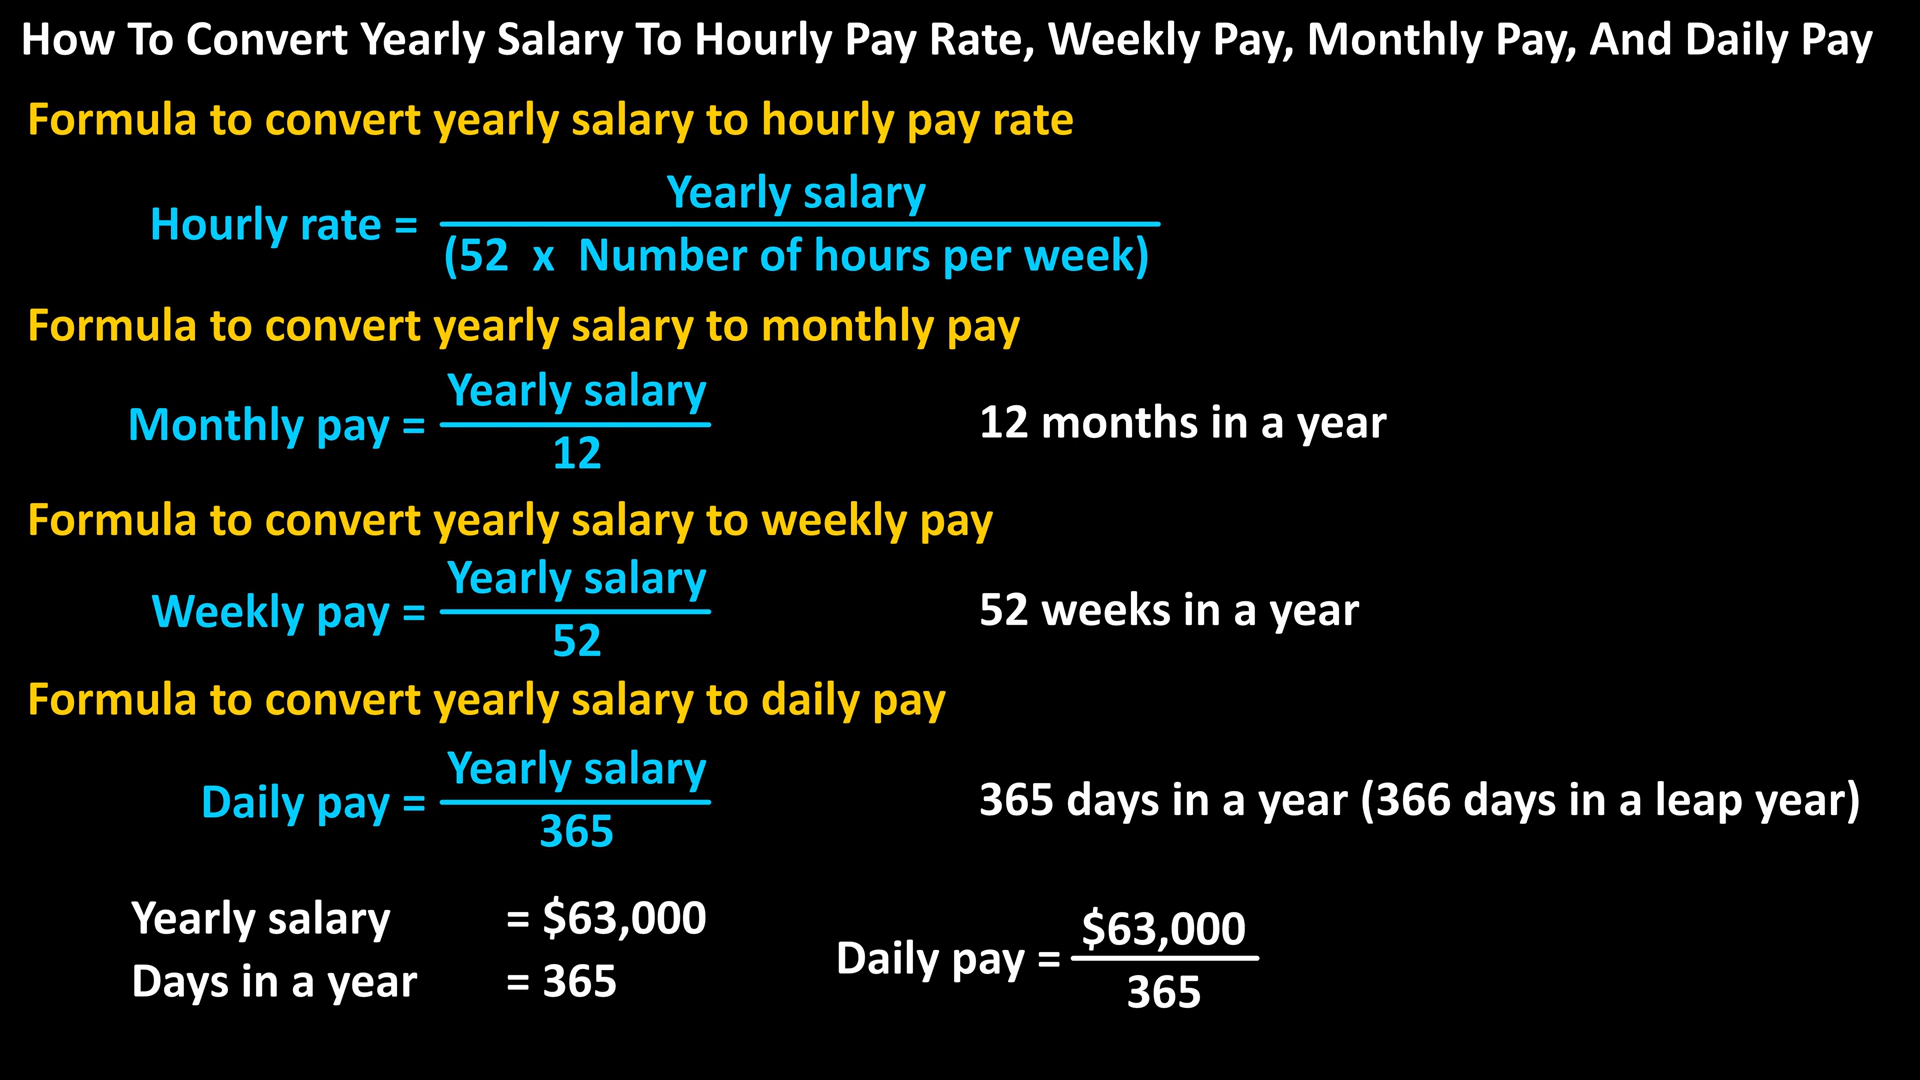 How To Convert Yearly Salary To Hourly Pay Rate, Weekly Pay, Monthly Pay, And Daily Pay
Formula to convert yearly salary to hourly pay rate
Yearly salary
Hourly rate =
(52 x Number of hours per week)
Formula to convert yearly salary to monthly pay
Yearly salary
Monthly pay =
12
12 months in a year
Formula to convert yearly salary to weekly pay
Yearly salary
Weekly pay =
52
52 weeks in a year
Formula to convert yearly salary to daily pay
Yearly salary
Daily pay =
365
365 days in a year (366 days in a leap year)
Yearly salary = $63,000
Days in a year = 365
$63,000
Daily pay =
365